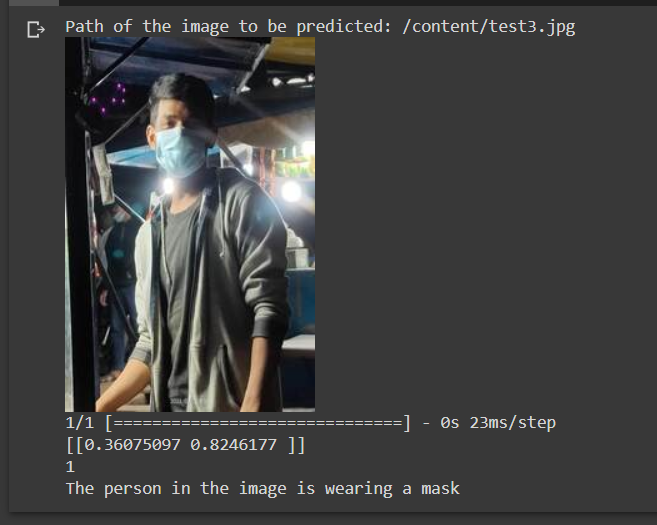 Path of the image to be predicted: /content/test3.jpg
1/1 [==============================] - 0s 23ms/step
[[0.36075097 0.8246177 ]]
1
The person in the image is wearing a mask